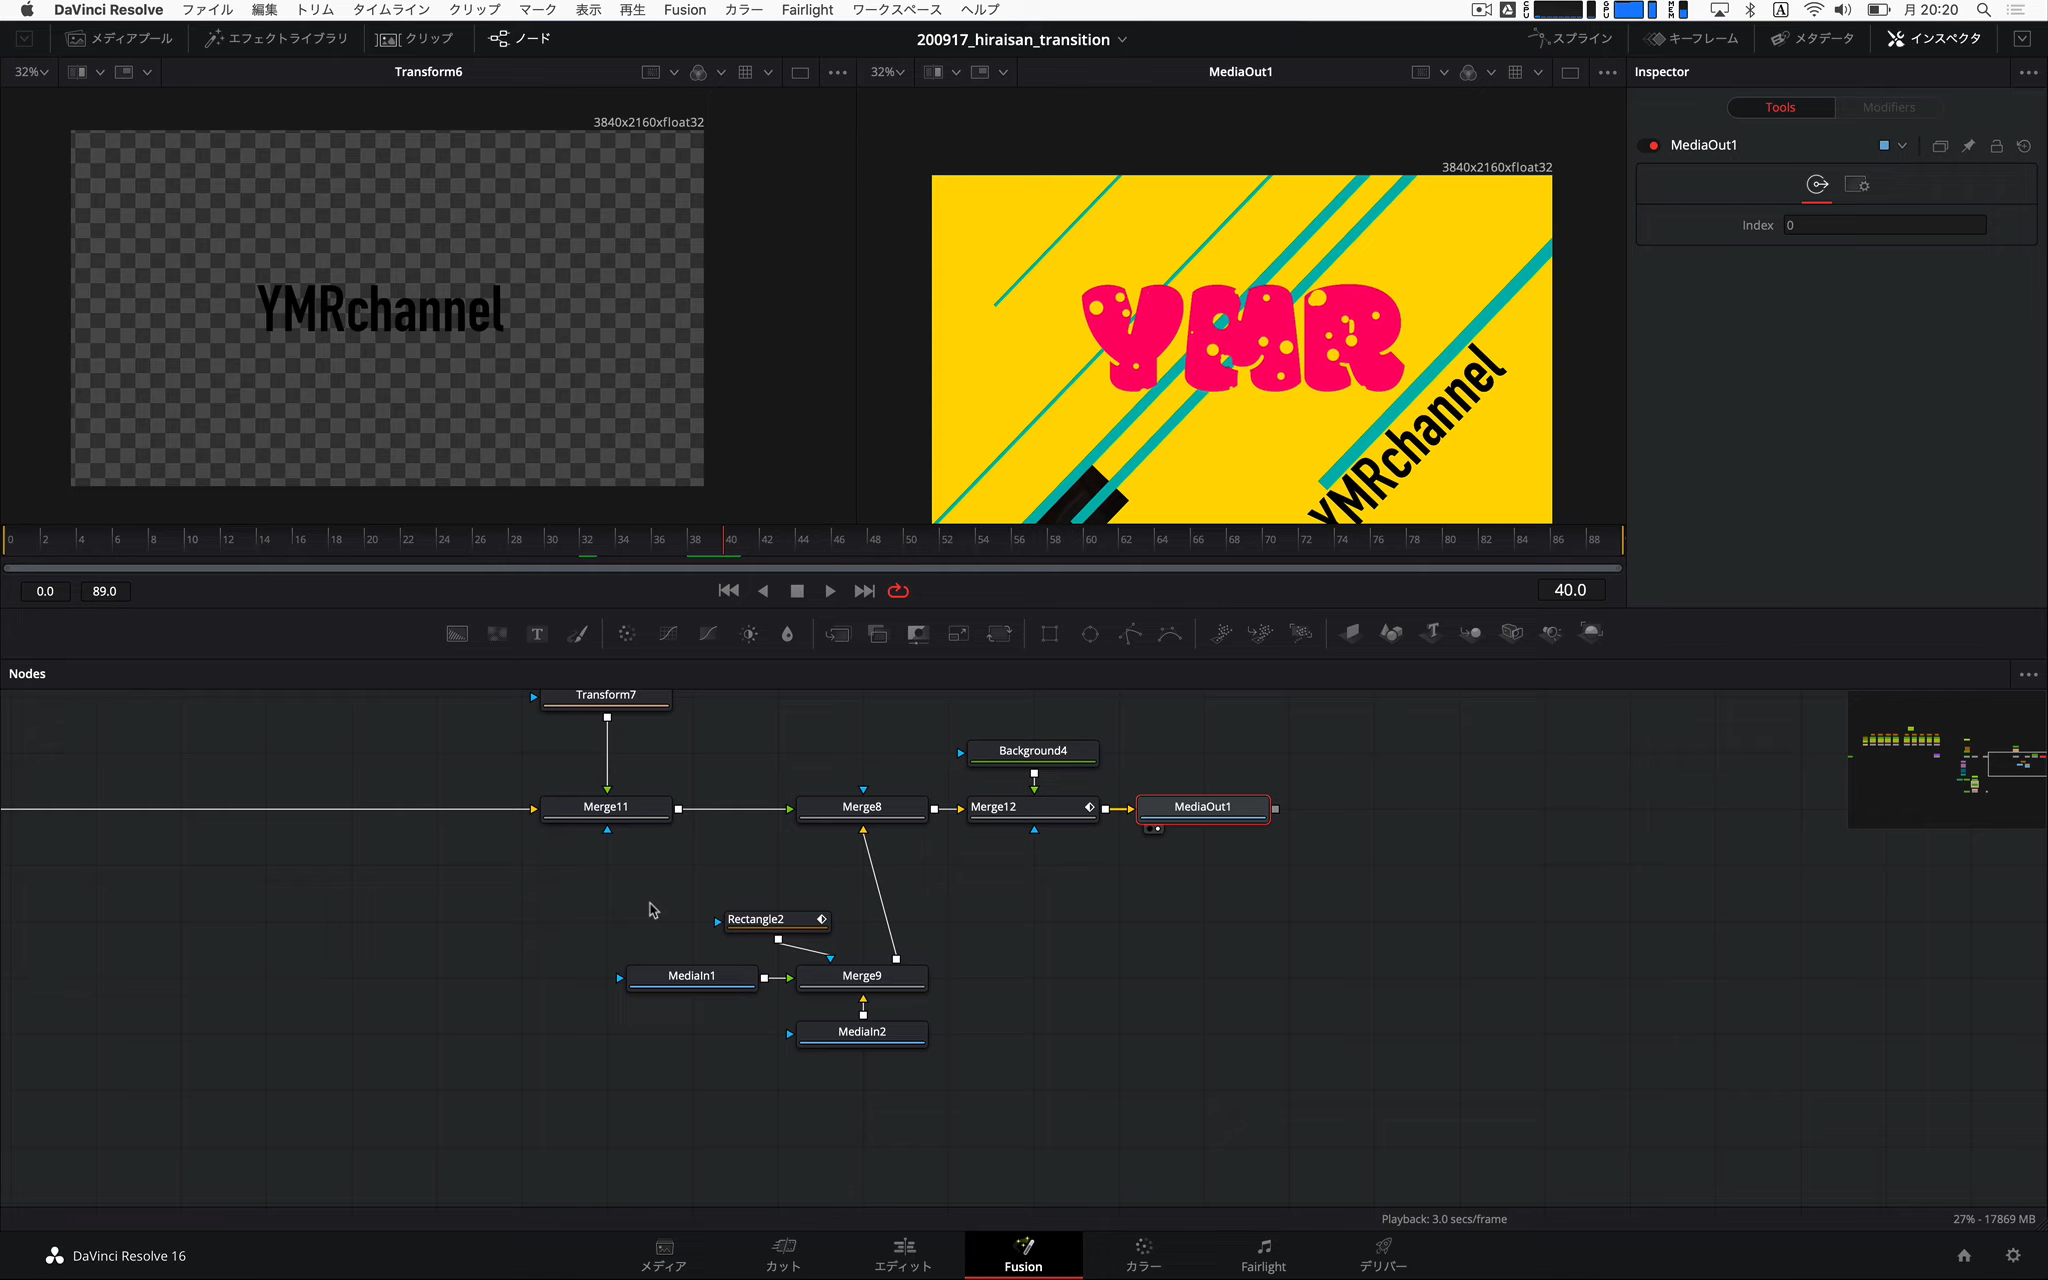 DaVinci Resolve ファイル 編集 トリム タイムライン クリップ マーク 表示 再生 Fusion カラー Fairlight ワークスペース ヘルプ
月 20:20
メディアプール エフェクトライブラリ クリップ ノード
200917_hiraisan_transition
スプライン キーフレーム メタデータ インスペクタ
32% Transform6
32% MediaOut1
Inspector
Tools Modifiers
MediaOut1
Index 0
3840x2160xfloat32
YMRchannel
3840x2160xfloat32
YMR
YMRchannel
0 2 4 6 8 10 12 14 16 18 20 22 24 26 28 30 32 34 36 38 40 42 44 46 48 50 52 54 56 58 60 62 64 66 68 70 72 74 76 78 80 82 84 86 88
0.0 89.0
40.0
Nodes
Transform7
Background4
Merge11 Merge8 Merge12 MediaOut1
Rectangle2
MediaIn1 Merge9
MediaIn2
Playback: 3.0 secs/frame
27% - 17869 MB
DaVinci Resolve 16
メディア カット エディット Fusion カラー Fairlight デリバー